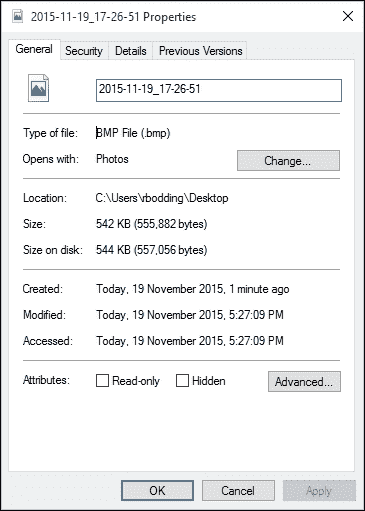 2015-11-19_17-26-51 Properties
General Security Details Previous Versions
2015-11-19_17-26-51
Type of file: BMP File (.bmp)
Opens with: Photos Change...
Location: C:\Users\rbodding\Desktop
Size: 542 KB (555,882 bytes)
Size on disk: 544 KB (557,056 bytes)
Created: Today, 19 November 2015, 1 minute ago
Modified: Today, 19 November 2015, 5:27:09 PM
Accessed: Today, 19 November 2015, 5:27:09 PM
Attributes: Read-only Hidden Advanced...
OK Cancel Apply